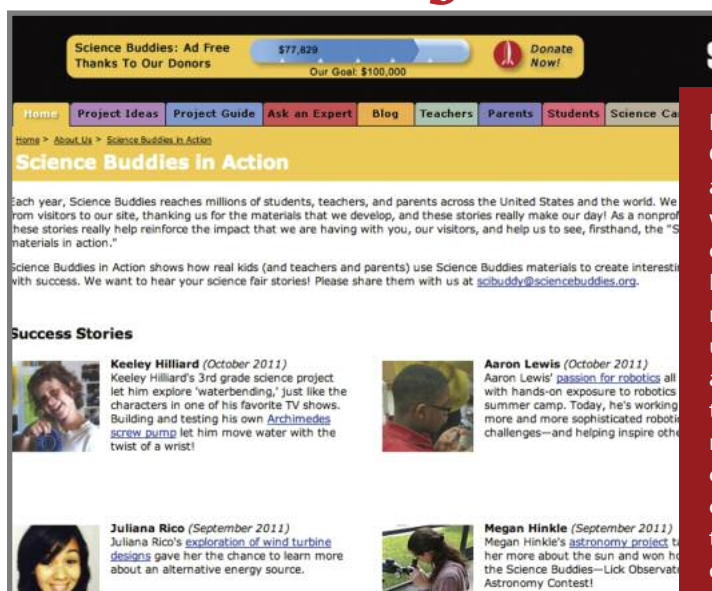 Science Buddies: Ad Free
Thanks To Our Donors
$77,829
Our Goal: $100,000
Donate
Now!
Home
Project Ideas
Project Guide
Ask an Expert
Blog
Teachers
Parents
Students
Science
Home > About Us > Science Buddies in Action
Science Buddies in Action
Each year, Science Buddies reaches millions of students, teachers, and parents across the United States and the world. We
from visitors to our site, thanking us for the materials that we develop, and these stories really make our day! As a
these stories really help reinforce the impact that we are having with you, our visitors, and help us to see, firsthand, the
materials in action."
Science Buddies in Action shows how real kids (and teachers and parents) use Science Buddies materials to create
with success. We want to hear your science fair stories! Please share them with us at scibuddy@sciencebuddies.org.
Success Stories
Keeley Hilliard (October 2011)
Keeley Hilliard's 3rd grade science project
let him explore 'waterbending,' just like the
characters in one of his favorite TV shows.
Building and testing his own Archimedes
screw pump let him move water with the
twist of a wrist!
Aaron Lewis (October 2011)
Aaron Lewis' passion for robotics all
with hands-on exposure to robotics
summer camp. Today, he's working
more and more sophisticated
challenges—and helping inspire
Juliana Rico (September 2011)
Juliana Rico's exploration of wind turbine
designs gave her the chance to learn more
about an alternative energy source.
Megan Hinkle (September 2011)
Megan Hinkle's astronomy project
her more about the sun and won
the Science Buddies—Lick
Astronomy Contest!